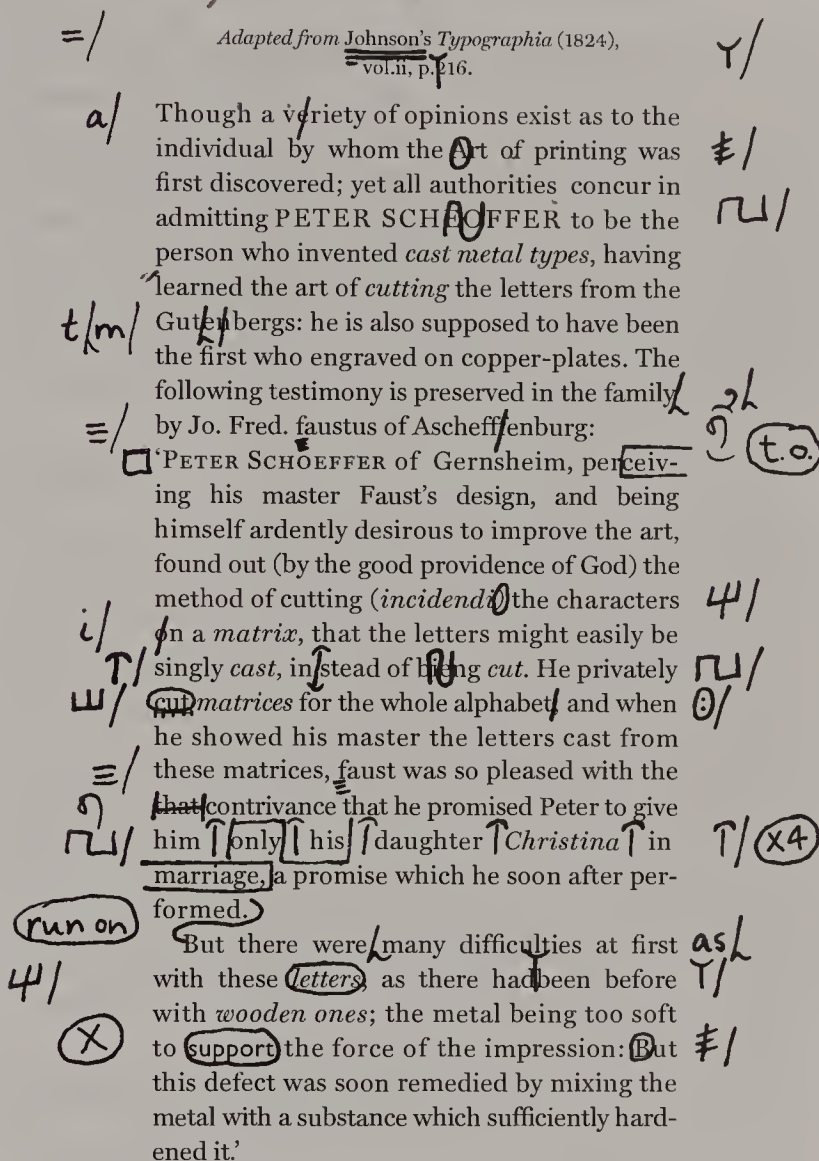 Adapted from Johnson's Typographia (1824),
vol.ii, p.216.
=/
Y/
a/ Though a veriety of opinions exist as to the
individual by whom the Art of printing was
first discovered; yet all authorities concur in
admitting PETER SCHEOFFER to be the
person who invented cast metal types, having
learned the art of cutting the letters from the
t/m/ Gutenbergs: he is also supposed to have been
the first who engraved on copper-plates. The
following testimony is preserved in the family
by Jo. Fred. faustus of Ascheffenburg: t.o.
‘PETER SCHOEFFER of Gernsheim, perceiv-
ing his master Faust’s design, and being
himself ardently desirous to improve the art,
found out (by the good providence of God) the
method of cutting (incidendi) the characters
i/ on a matrix, that the letters might easily be
singly cast, instead of bieng cut. He privately
cut matrices for the whole alphabet, and when
he showed his master the letters cast from
these matrices, faust was so pleased with the
that contrivance that he promised Peter to give
him only his daughter Christina in ×4
marriage, a promise which he soon after per-
formed.
run on
But there were many difficulties at first as
with these letters, as there had been before Y/
with wooden ones; the metal being too soft
X to support the force of the impression: But
this defect was soon remedied by mixing the
metal with a substance which sufficiently hard-
ened it.’